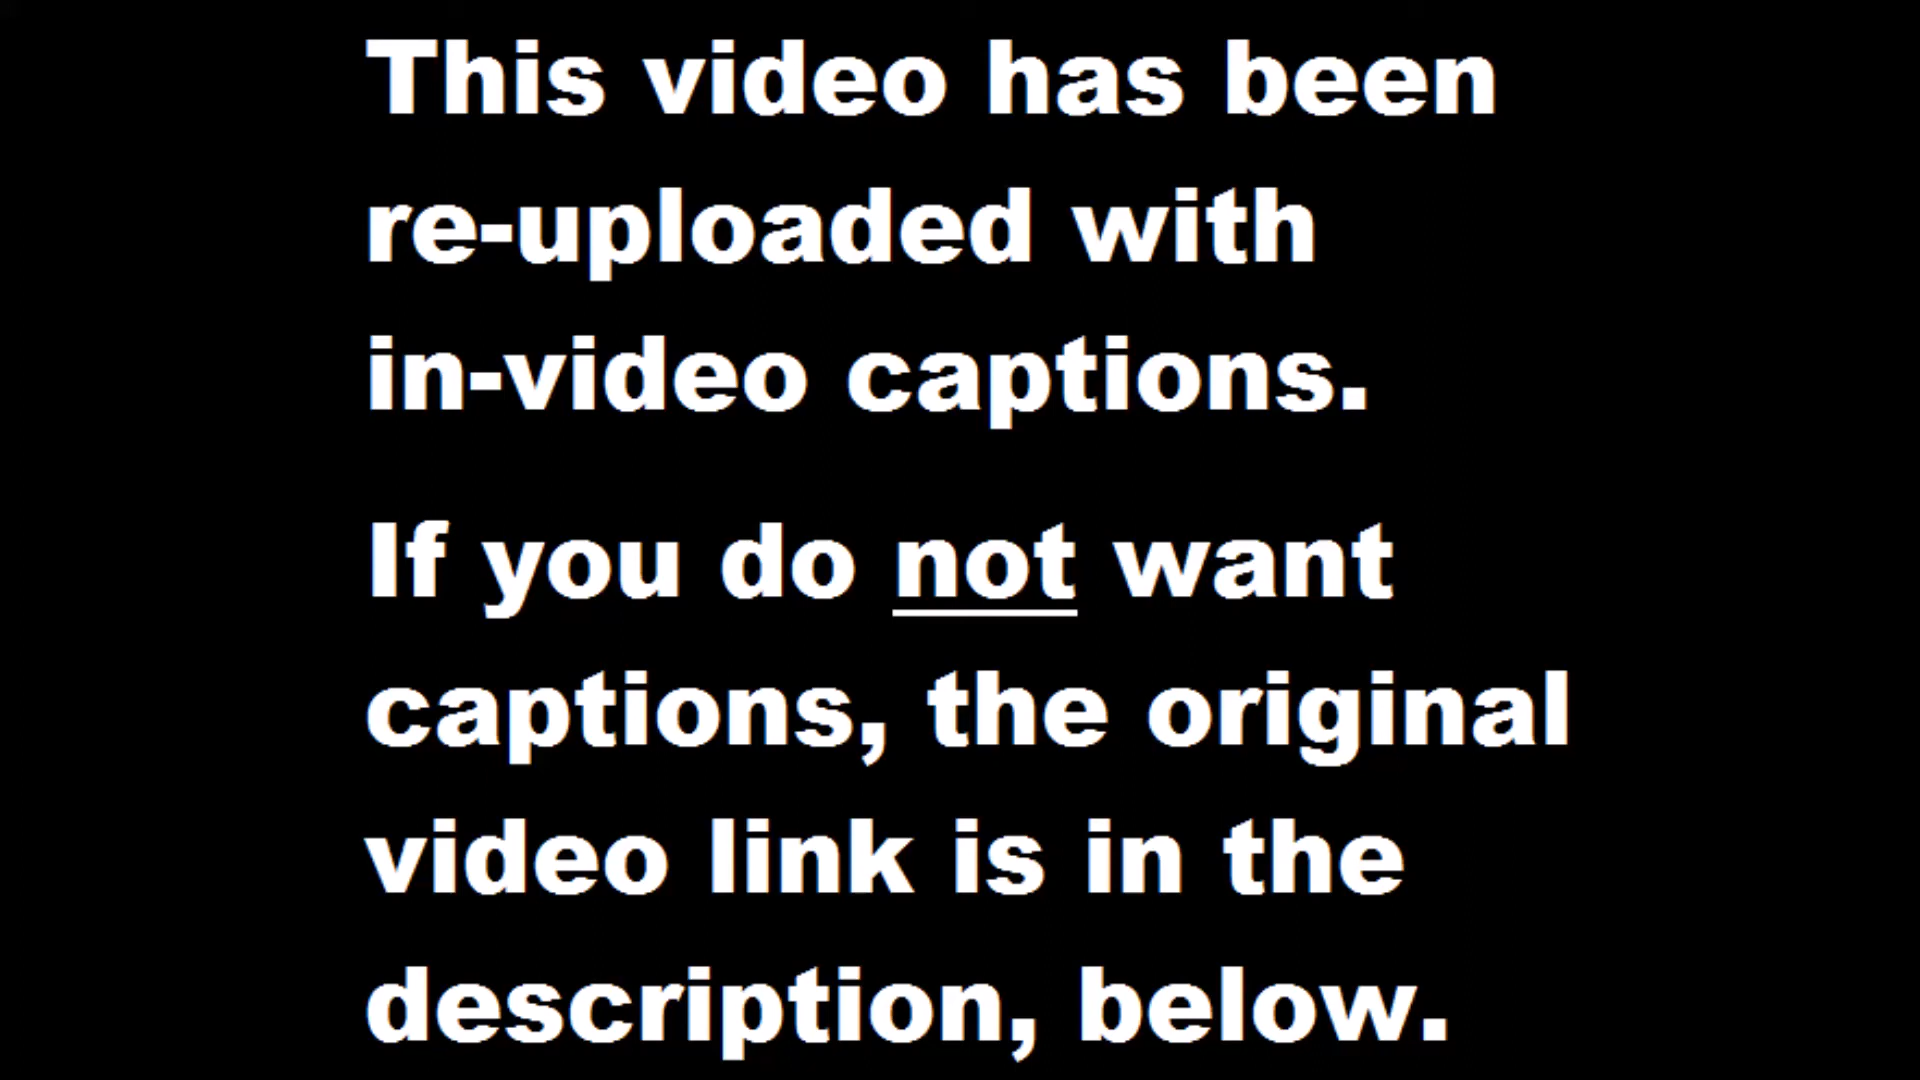 This video has been
re-uploaded with
in-video captions.
If you do not want
captions, the original
video link is in the
description, below.